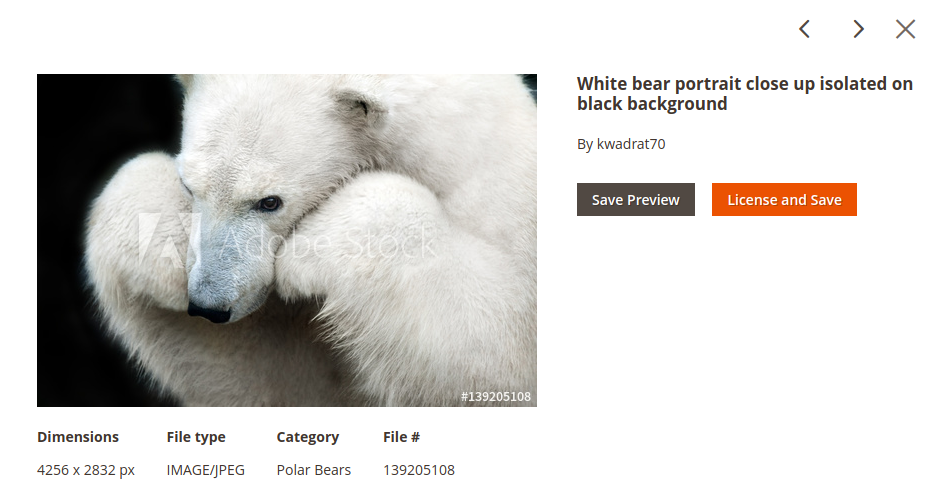 White bear portrait close up isolated on
black background
By kwadrat70
Save Preview
License and Save
Adobe Stock
#139205108
Dimensions File type Category File #
4256 x 2832 px IMAGE/JPEG Polar Bears 139205108